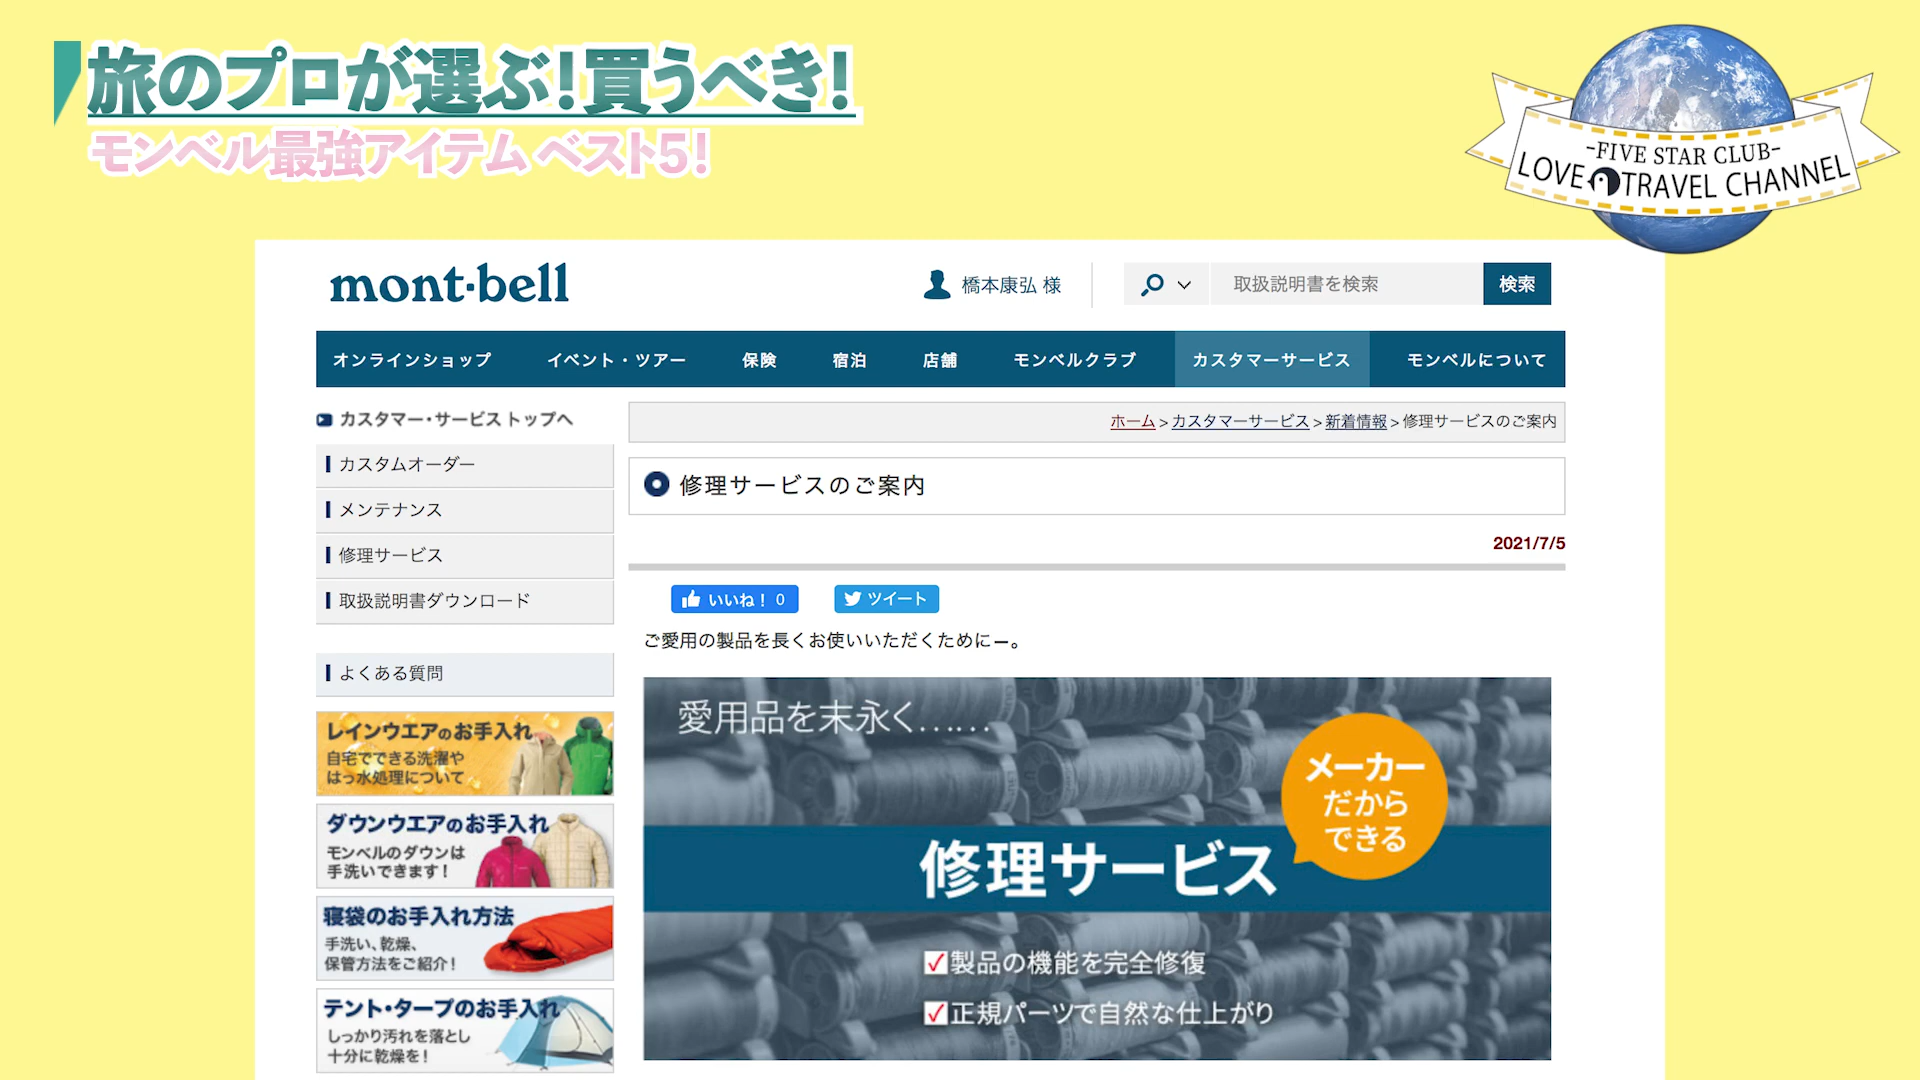 旅のプロが選ぶ！買うべき！
モンベル最強アイテム ベスト5！
-FIVE STAR CLUB-
LOVE TRAVEL CHANNEL
mont-bell
橋本康弘 様
取扱説明書を検索
検索
オンラインショップ
イベント・ツアー
保険
宿泊
店舗
モンベルクラブ
カスタマーサービス
モンベルについて
カスタマー・サービストップへ
カスタムオーダー
メンテナンス
修理サービス
取扱説明書ダウンロード
よくある質問
レインウエアのお手入れ
自宅でできる洗濯や
はっ水処理について
ダウンウエアのお手入れ
モンベルのダウンは
手洗いできます！
寝袋のお手入れ方法
手洗い、乾燥、
保管方法をご紹介！
テント・タープのお手入れ
しっかり汚れを落とし
十分に乾燥を！
ホーム > カスタマーサービス > 新着情報 > 修理サービスのご案内
修理サービスのご案内
2021/7/5
いいね！ 0
ツイート
ご愛用の製品を長くお使いいただくためにー。
愛用品を末永く……
メーカー
だから
できる
修理サービス
製品の機能を完全修復
正規パーツで自然な仕上がり